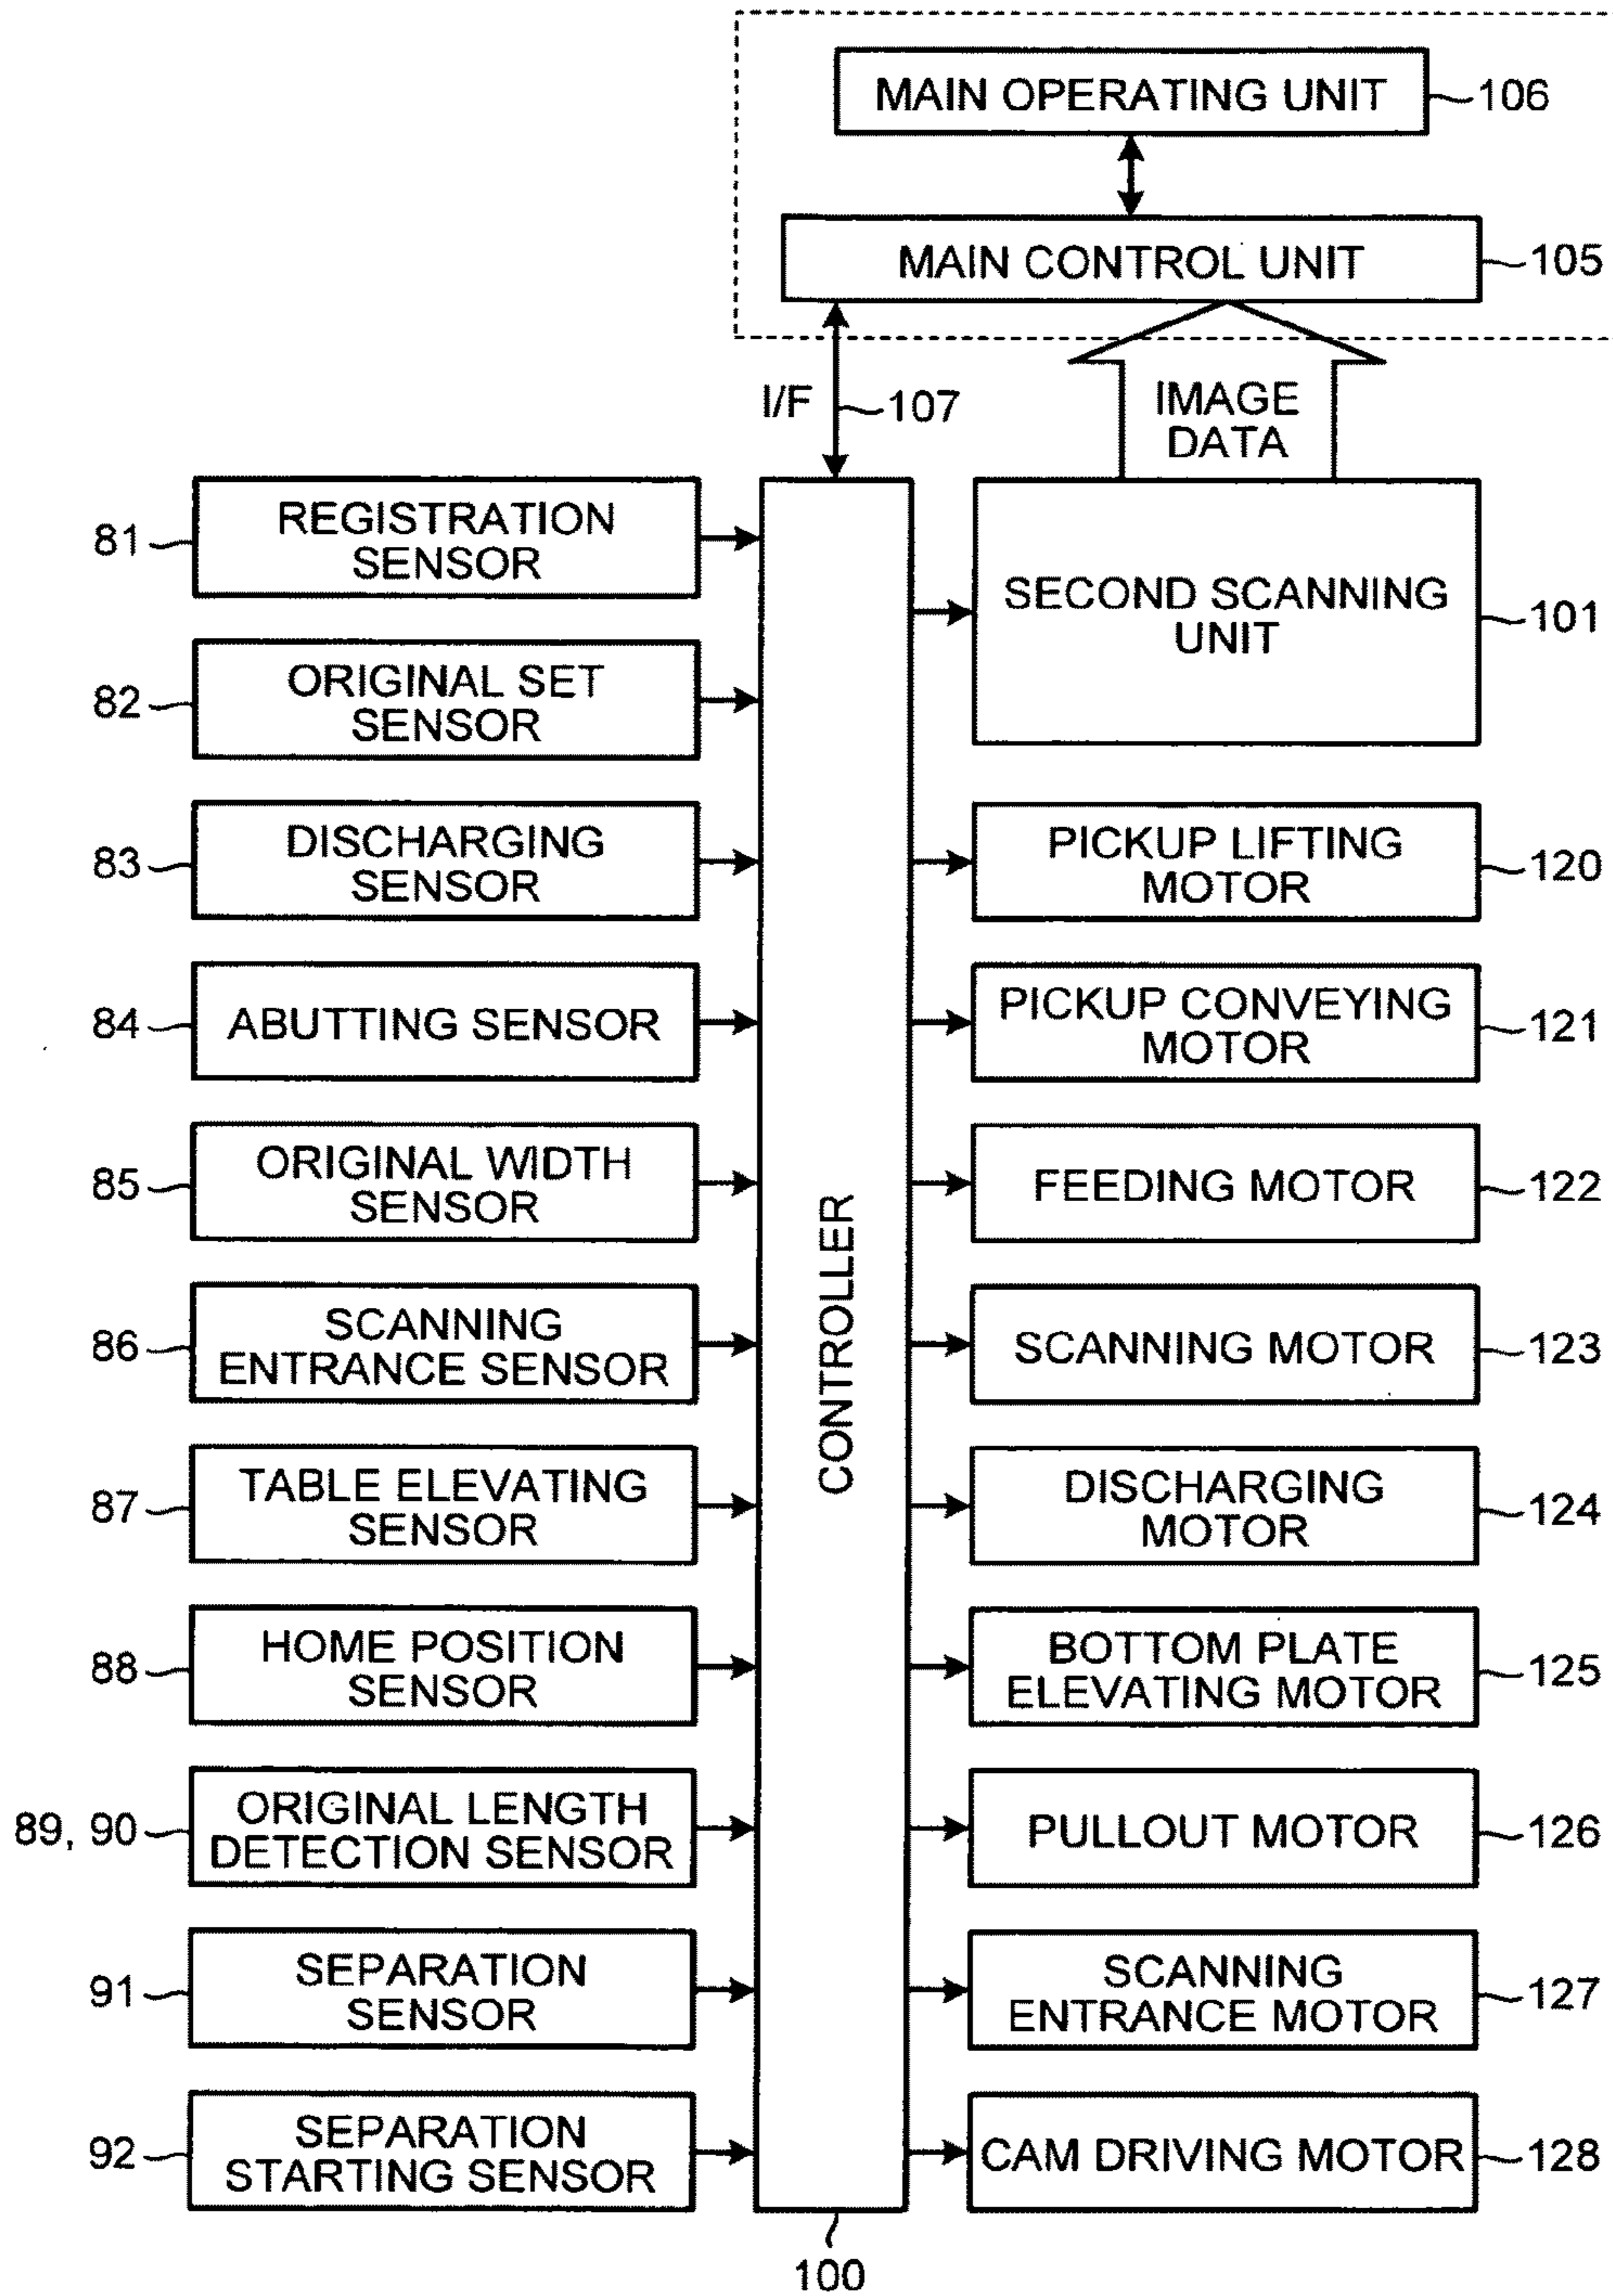 MAIN OPERATING UNIT
106
MAIN CONTROL UNIT
105
I/F
107
IMAGE
DATA
81
REGISTRATION
SENSOR
SECOND SCANNING
UNIT
101
82
ORIGINAL SET
SENSOR
83
DISCHARGING
SENSOR
PICKUP LIFTING
MOTOR
120
84
ABUTTING SENSOR
PICKUP CONVEYING
MOTOR
121
85
ORIGINAL WIDTH
SENSOR
FEEDING MOTOR
122
86
SCANNING
ENTRANCE SENSOR
SCANNING MOTOR
123
CONTROLLER
87
TABLE ELEVATING
SENSOR
DISCHARGING
MOTOR
124
88
HOME POSITION
SENSOR
BOTTOM PLATE
ELEVATING MOTOR
125
89, 90
ORIGINAL LENGTH
DETECTION SENSOR
PULLOUT MOTOR
126
91
SEPARATION
SENSOR
SCANNING
ENTRANCE MOTOR
127
92
SEPARATION
STARTING SENSOR
CAM DRIVING MOTOR
128
100